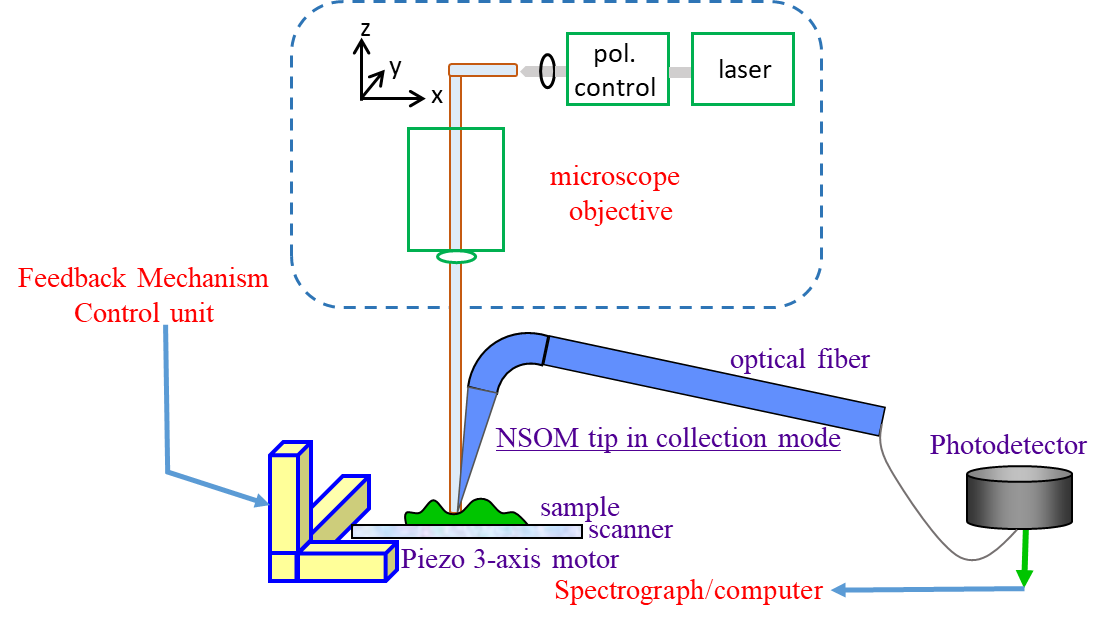 z
y
x
pol.
control
laser
microscope
objective
Feedback Mechanism
Control unit
optical fiber
NSOM tip in collection mode
Photodetector
sample
scanner
Piezo 3-axis motor
Spectrograph/computer